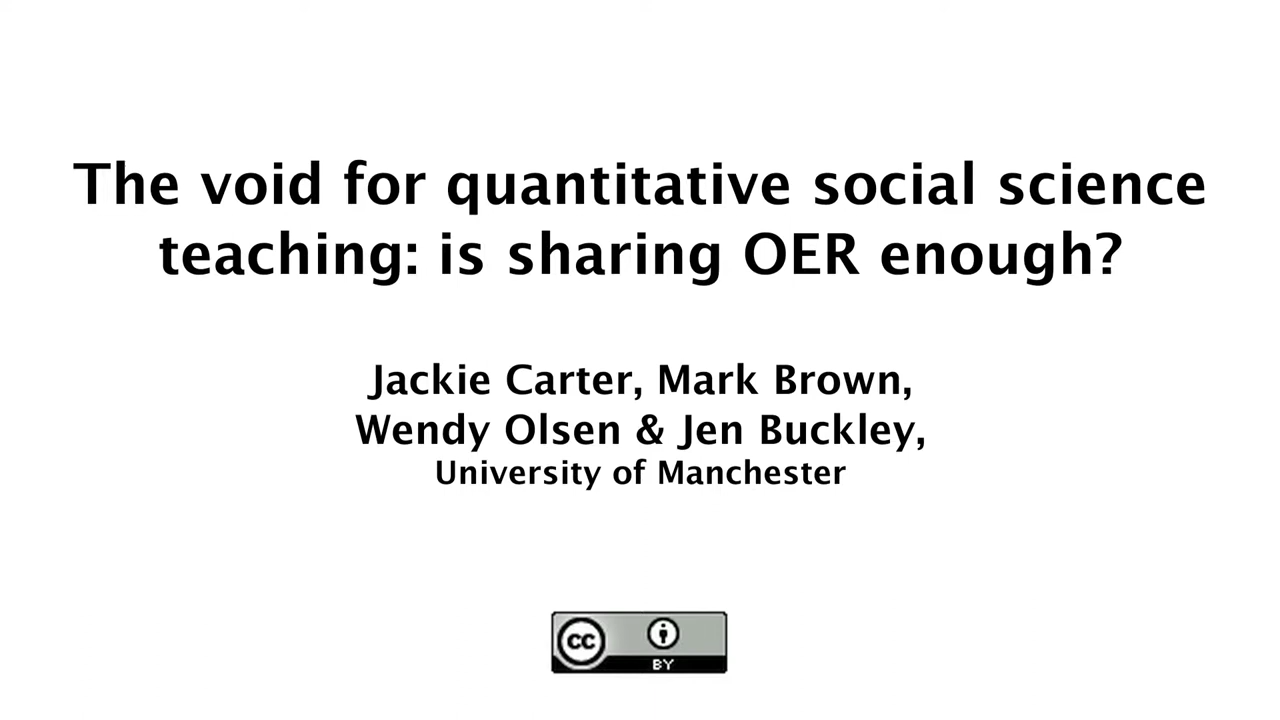 The void for quantitative social science
teaching: is sharing OER enough?
Jackie Carter, Mark Brown,
Wendy Olsen & Jen Buckley,
University of Manchester
CC
BY